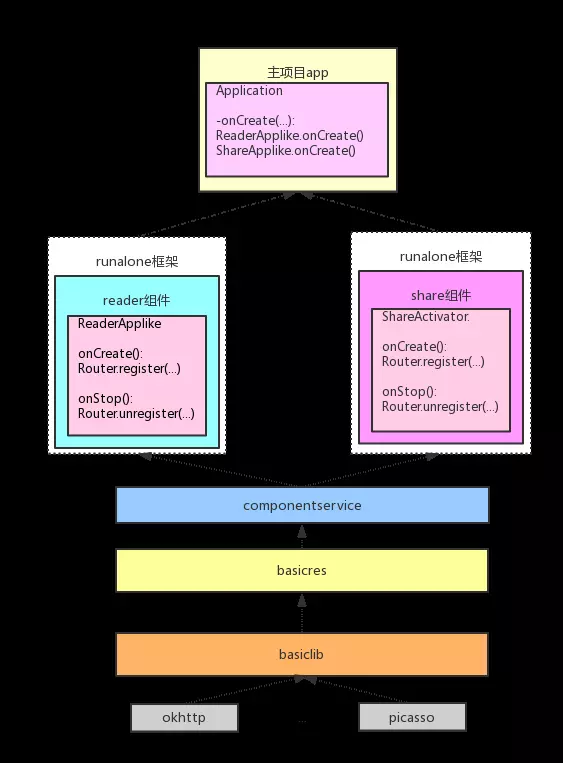 主项目app
Application
-onCreate(...):
ReaderApplike.onCreate()
ShareApplike.onCreate()
runalone框架
reader组件
ReaderApplike
onCreate():
Router.register(...)
onStop():
Router.unregister(...)
runalone框架
share组件
ShareActivator.
onCreate():
Router.register(...)
onStop():
Router.unregister(...)
componentservice
basicres
basiclib
okhttp
...
picasso